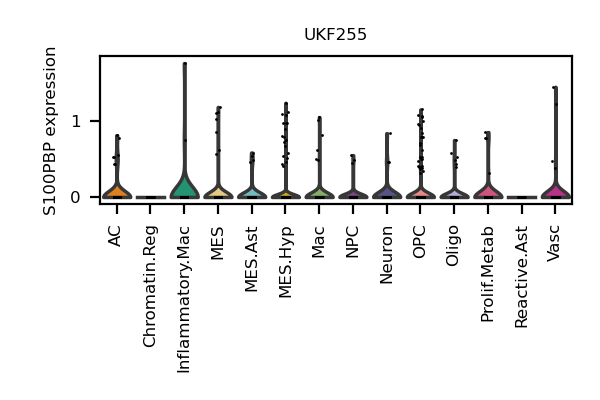 UKF255
S100PBP expression
1
0
AC
Chromatin.Reg
Inflammatory.Mac
MES
MES.Ast
MES.Hyp
Mac
NPC
Neuron
OPC
Oligo
Prolif.Metab
Reactive.Ast
Vasc